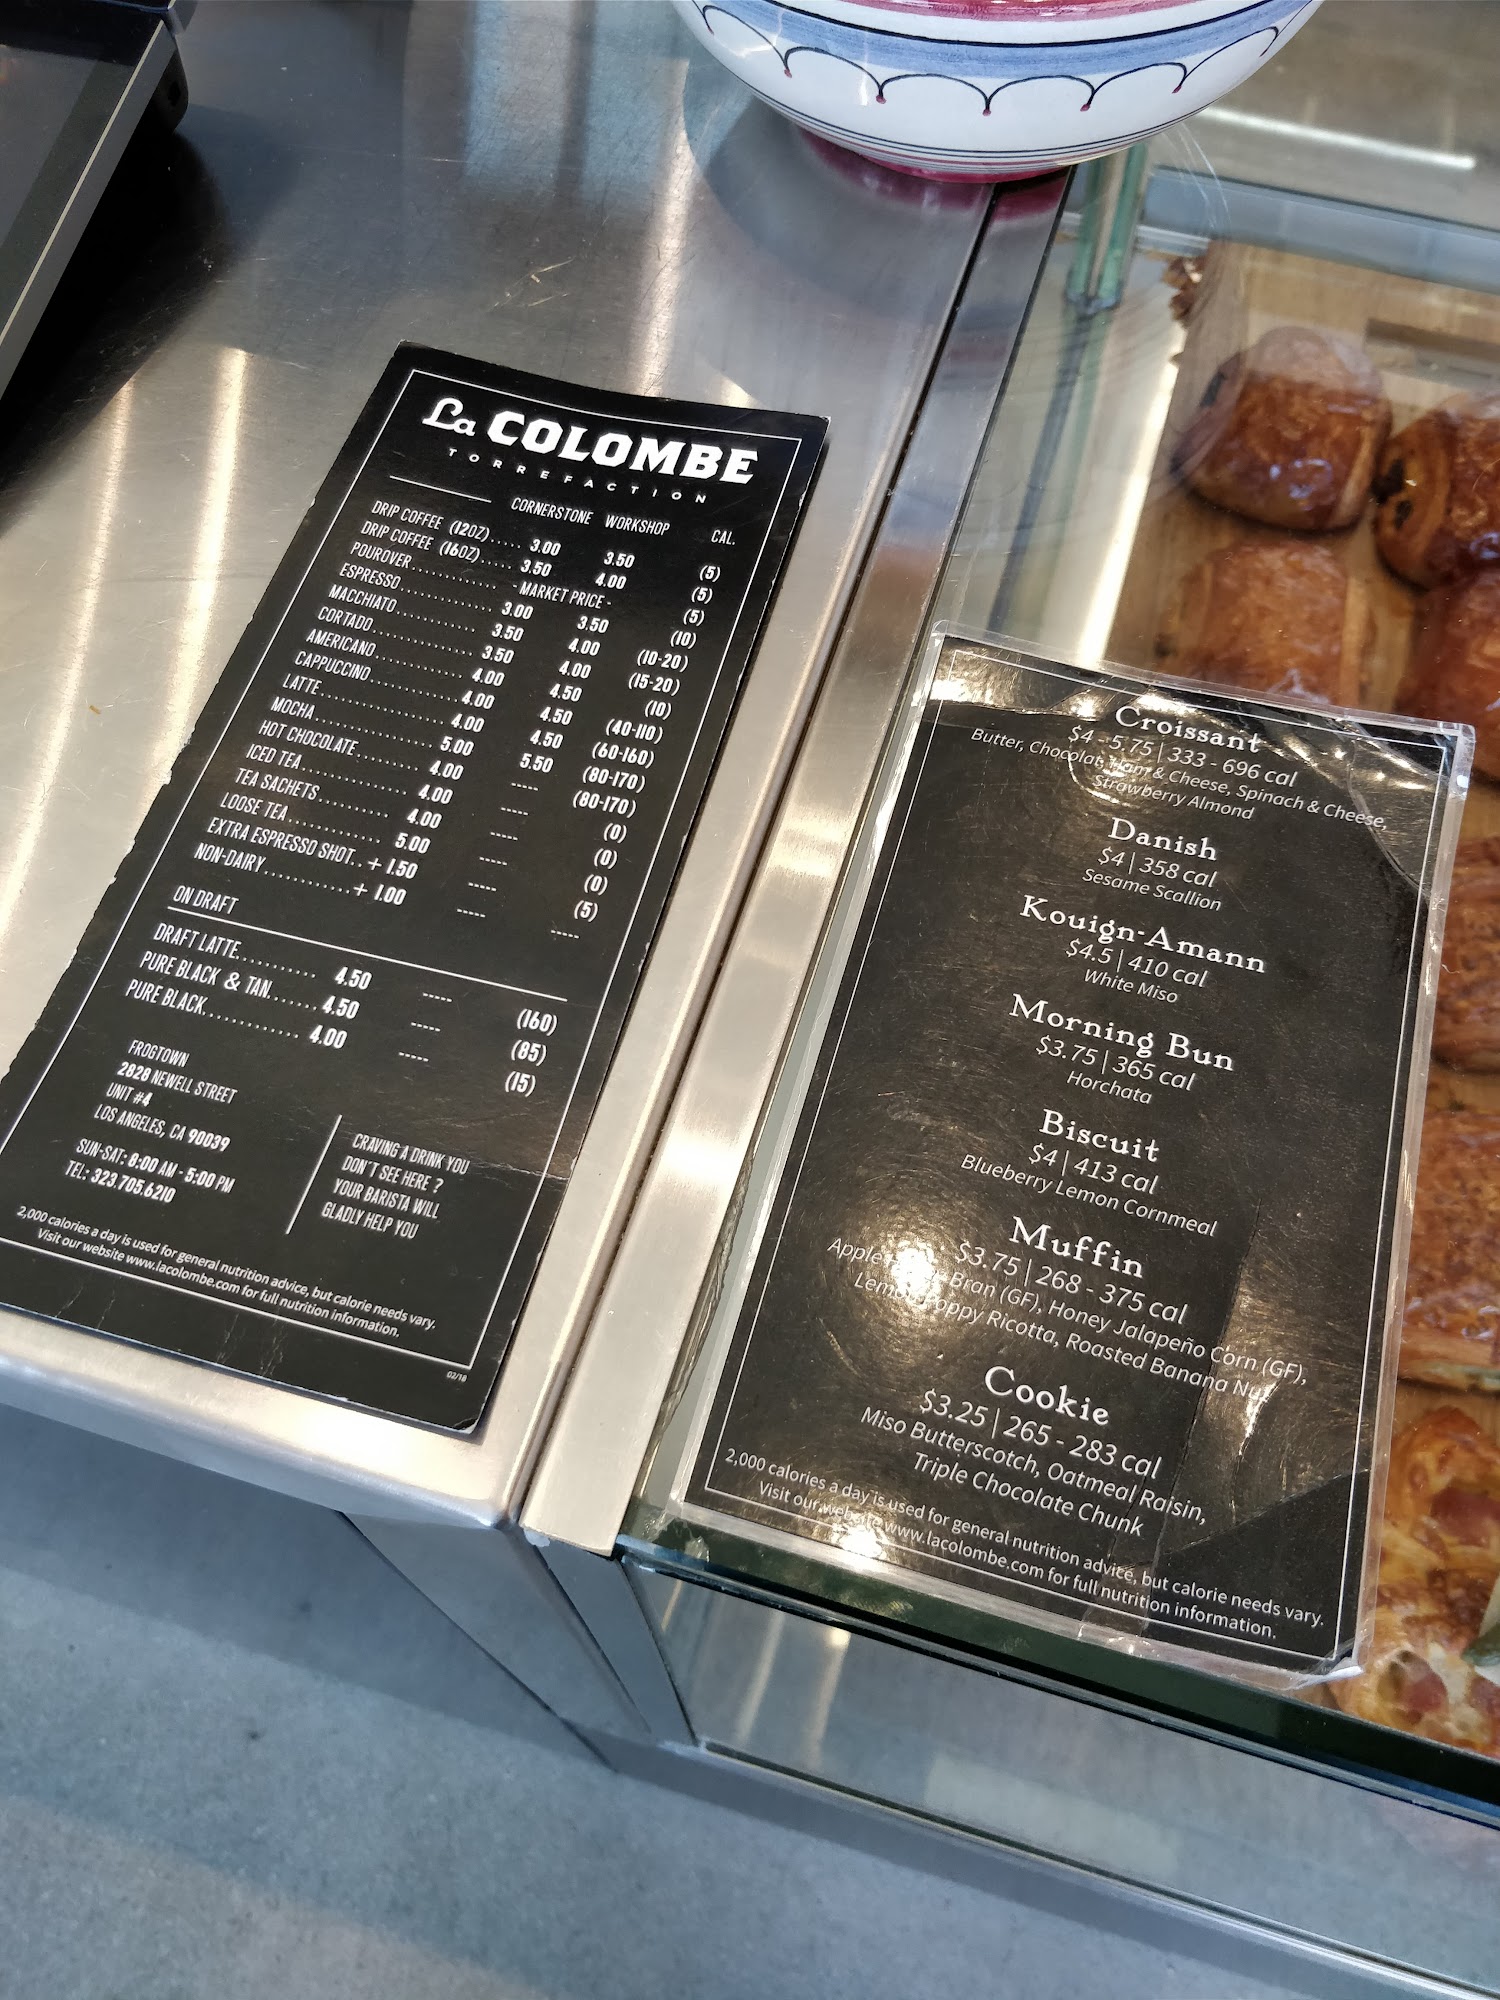 La COLOMBE
TORREFACTION
CORNERSTONE WORKSHOP CAL.
DRIP COFFEE (12OZ)..... 3.00 3.50 (5)
DRIP COFFEE (16OZ)..... 3.50 4.00 (5)
POUROVER.............. - MARKET PRICE - (5)
ESPRESSO............... 3.00 3.50 (10)
MACCHIATO............. 3.50 4.00 (10-20)
CORTADO................ 3.50 4.00 (15-20)
AMERICANO............. 4.00 4.50 (10)
CAPPUCCINO............. 4.00 4.50 (40-110)
LATTE................... 4.00 4.50 (60-160)
MOCHA.................. 5.00 5.50 (80-170)
HOT CHOCOLATE......... 4.00 ----- (80-170)
ICED TEA................ 4.00 ----- (0)
TEA SACHETS........... 4.00 ----- (0)
LOOSE TEA.............. 5.00 ----- (0)
EXTRA ESPRESSO SHOT.. + 1.50 ----- (5)
NON-DAIRY............ + 1.00 ----- -----
ON DRAFT
DRAFT LATTE........... 4.50 ----- (160)
PURE BLACK & TAN....... 4.50 ----- (85)
PURE BLACK.............. 4.00 ----- (15)
FROGTOWN
2828 NEWELL STREET
UNIT #4
LOS ANGELES, CA 90039
SUN-SAT: 8:00 AM - 5:00 PM
TEL: 323.705.6210
CRAVING A DRINK YOU
DON'T SEE HERE ?
YOUR BARISTA WILL
GLADLY HELP YOU
2,000 calories a day is used for general nutrition advice, but calorie needs vary.
Visit our website www.lacolombe.com for full nutrition information.
02/18
Croissant
$4 - 5.75 | 333 - 696 cal
Butter, Chocolat, Ham & Cheese, Spinach & Cheese,
Strawberry Almond
Danish
$4 | 358 cal
Sesame Scallion
Kouign-Amann
$4.5 | 410 cal
White Miso
Morning Bun
$3.75 | 365 cal
Horchata
Biscuit
$4 | 413 cal
Blueberry Lemon Cornmeal
Muffin
$3.75 | 268 - 375 cal
Bran (GF), Honey Jalapeño Corn (GF),
Lemon Poppy Ricotta, Roasted Banana Nut
Cookie
$3.25 | 265 - 283 cal
Miso Butterscotch, Oatmeal Raisin,
Triple Chocolate Chunk
2,000 calories a day is used for general nutrition advice, but calorie needs vary.
Visit our website www.lacolombe.com for full nutrition information.